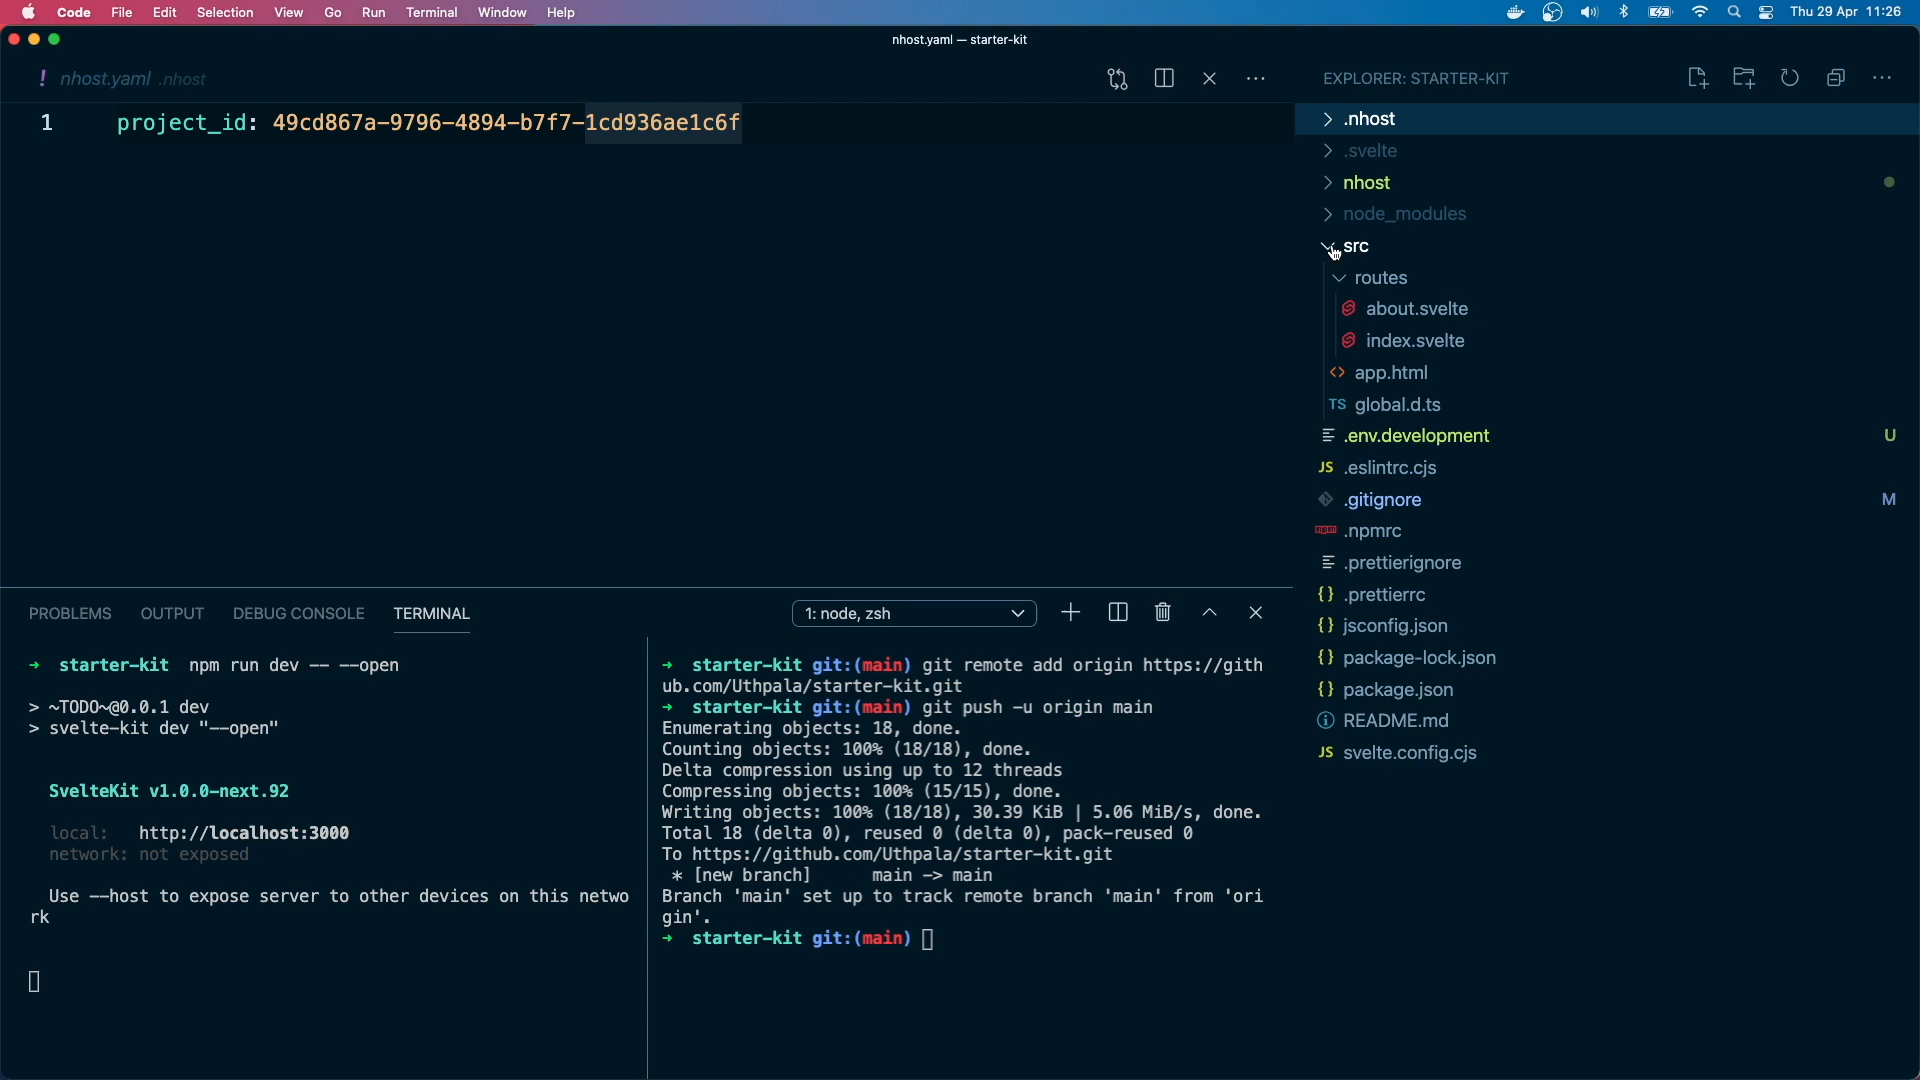 Code File Edit Selection View Go Run Terminal Window Help Thu 29 Apr 11:26
nhost.yaml — starter-kit
! nhost.yaml .nhost
1 project_id: 49cd867a-9796-4894-b7f7-1cd936ae1c6f
EXPLORER: STARTER-KIT
.nhost
.svelte
nhost
node_modules
src
routes
about.svelte
index.svelte
<> app.html
TS global.d.ts
.env.development U
JS .eslintrc.cjs
.gitignore M
npm .npmrc
.prettierignore
{} .prettierrc
{} jsconfig.json
{} package-lock.json
{} package.json
README.md
JS svelte.config.cjs
PROBLEMS OUTPUT DEBUG CONSOLE TERMINAL 1: node, zsh
➜ starter-kit npm run dev -- --open
> ~TODO~@0.0.1 dev
> svelte-kit dev "--open"
SvelteKit v1.0.0-next.92
local: http://localhost:3000
network: not exposed
Use --host to expose server to other devices on this netwo
rk
➜ starter-kit git:(main) git remote add origin https://gith
ub.com/Uthpala/starter-kit.git
➜ starter-kit git:(main) git push -u origin main
Enumerating objects: 18, done.
Counting objects: 100% (18/18), done.
Delta compression using up to 12 threads
Compressing objects: 100% (15/15), done.
Writing objects: 100% (18/18), 30.39 KiB | 5.06 MiB/s, done.
Total 18 (delta 0), reused 0 (delta 0), pack-reused 0
To https://github.com/Uthpala/starter-kit.git
* [new branch] main -> main
Branch 'main' set up to track remote branch 'main' from 'ori
gin'.
➜ starter-kit git:(main)